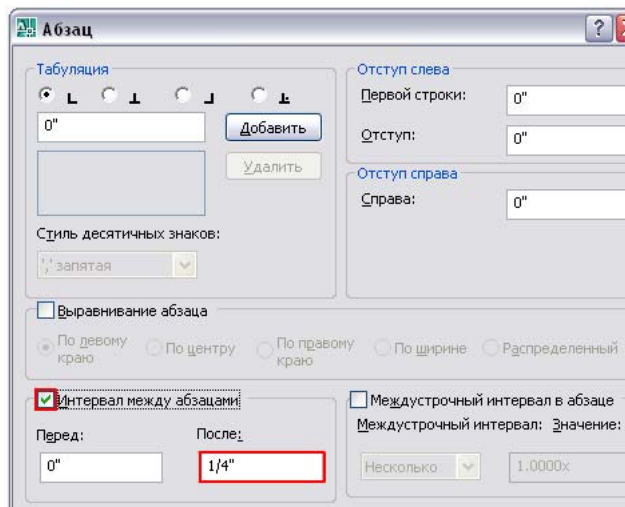 Абзац
Табуляция
0"
Добавить
Удалить
Стиль десятичных знаков:
',' запятая
Отступ слева
Первой строки: 0"
Отступ: 0"
Отступ справа
Справа: 0"
Выравнивание абзаца
По левому краю
По центру
По правому краю
По ширине
Распределенный
Интервал между абзацами
Перед: После:
0" 1/4"
Междустрочный интервал в абзаце
Междустрочный интервал: Значение:
Несколько 1.0000x